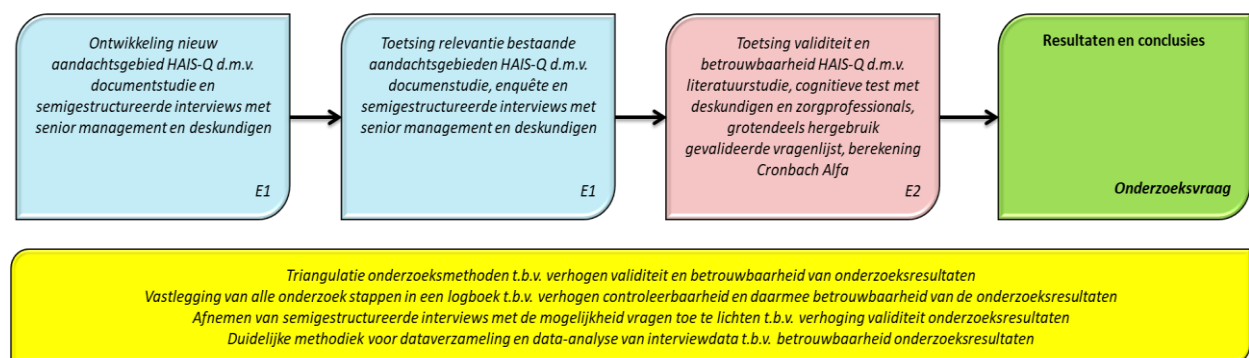 Ontwikkeling nieuw
aandachtsgebied HAIS-Q d.m.v.
documentstudie en
semigestructureerde interviews met
senior management en deskundigen
E1
Toetsing relevantie bestaande
aandachtsgebieden HAIS-Q d.m.v.
documenstudie, enquête en
semigestructureerde interviews met
senior management en deskundigen
E1
Toetsing validiteit en
betrouwbaarheid HAIS-Q d.m.v.
literatuurstudie, cognitieve test met
deskundigen en zorgprofessionals,
grotendeels hergebruik
gevalideerde vragenlijst, berekening
Cronbach Alfa
E2
Resultaten en conclusies
Onderzoeksvraag
Triangulatie onderzoeksmethoden t.b.v. verhogen validiteit en betrouwbaarheid van onderzoeksresultaten
Vastlegging van alle onderzoek stappen in een logboek t.b.v. verhogen controleerbaarheid en daarmee betrouwbaarheid van de onderzoeksresultaten
Afnemen van semigestructureerde interviews met de mogelijkheid vragen toe te lichten t.b.v. verhoging validiteit onderzoeksresultaten
Duidelijke methodiek voor dataverzameling en data-analyse van interviewdata t.b.v. betrouwbaarheid onderzoeksresultaten